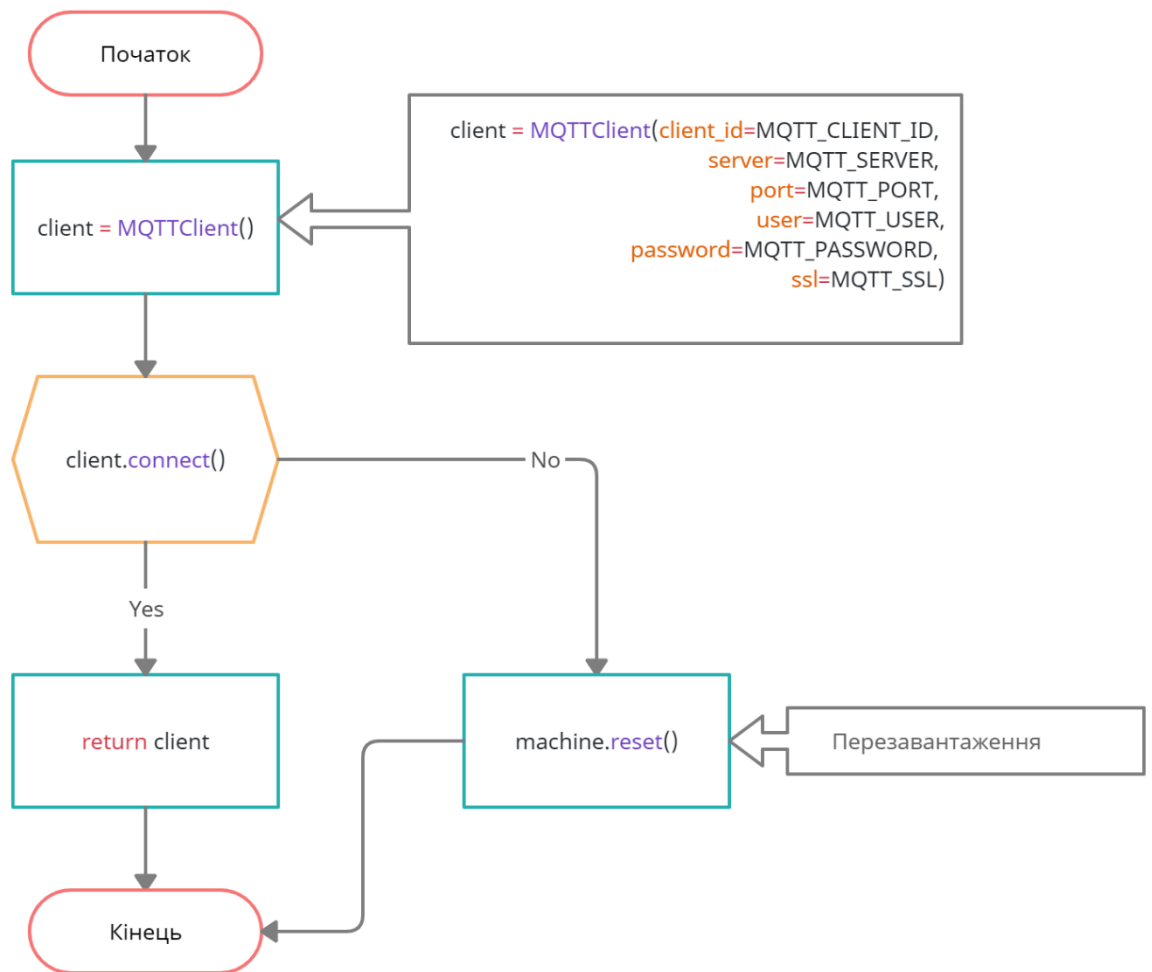 Початок
client = MQTTClient(client_id=MQTT_CLIENT_ID,
server=MQTT_SERVER,
port=MQTT_PORT,
user=MQTT_USER,
password=MQTT_PASSWORD,
ssl=MQTT_SSL)
client = MQTTClient()
client.connect()
No
Yes
return client
machine.reset()
Перезавантаження
Кінець